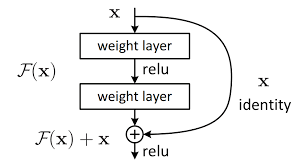 x
weight layer
relu
F(x)
x
weight layer
identity
F(x) + x
relu